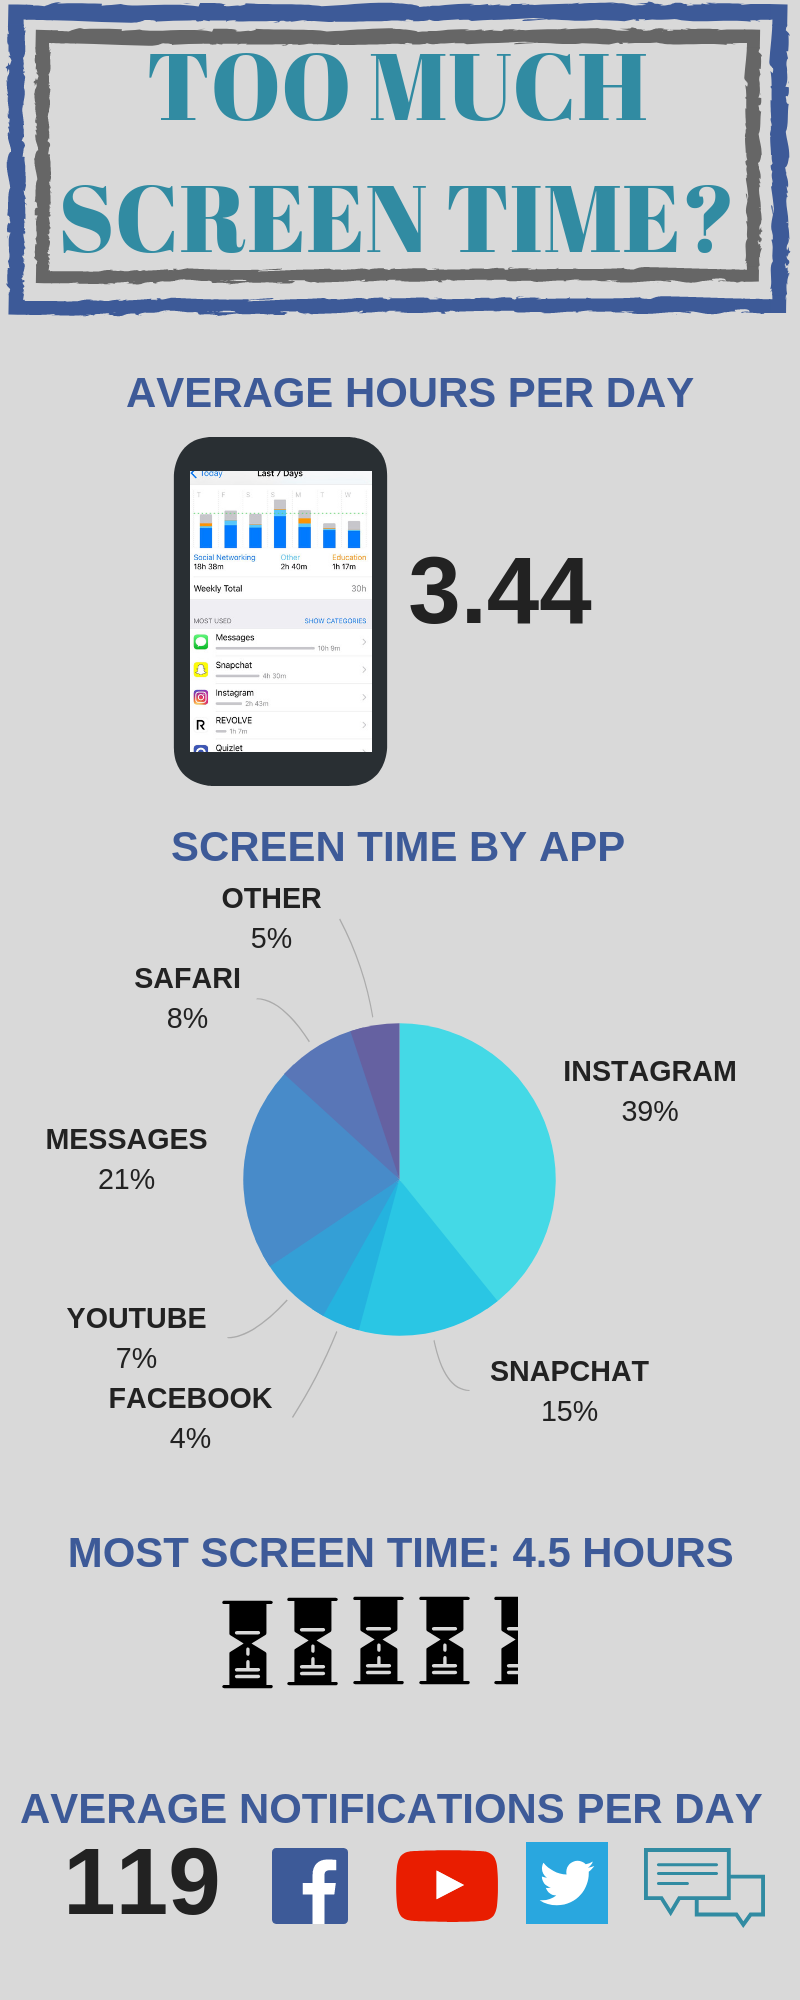 TOO MUCH
SCREEN TIME?
AVERAGE HOURS PER DAY
Today Last 7 Days
T F S S M T W
Social Networking Other Education
18h 38m 2h 40m 1h 17m
Weekly Total 30h
MOST USED SHOW CATEGORIES
Messages
10h 9m
Snapchat
4h 30m
Instagram
2h 43m
R REVOLVE
1h 7m
Quizlet
3.44
SCREEN TIME BY APP
OTHER
5%
SAFARI
8%
INSTAGRAM
39%
MESSAGES
21%
YOUTUBE
7%
FACEBOOK
4%
SNAPCHAT
15%
MOST SCREEN TIME: 4.5 HOURS
AVERAGE NOTIFICATIONS PER DAY
119